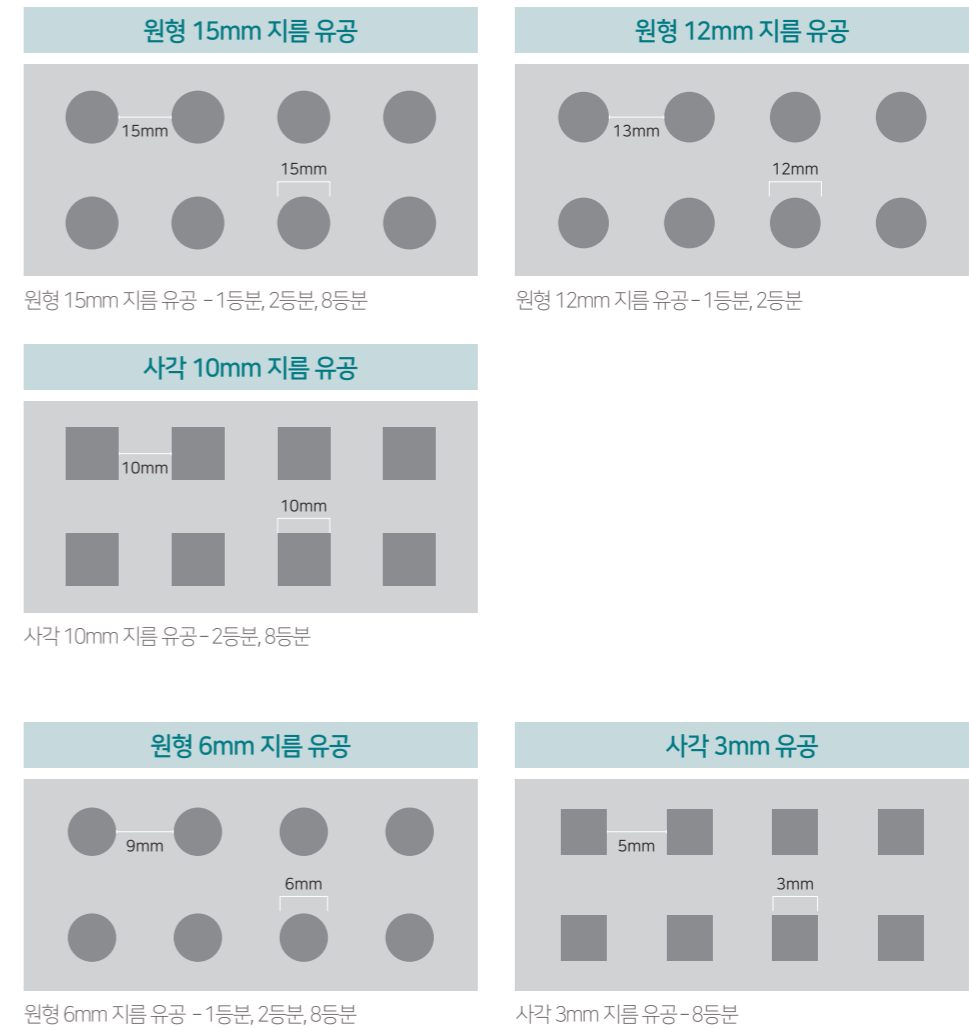 원형 15mm 지름 유공
15mm
15mm
원형 15mm 지름 유공 - 1등분, 2등분, 8등분
원형 12mm 지름 유공
13mm
12mm
원형 12mm 지름 유공 - 1등분, 2등분
사각 10mm 지름 유공
10mm
10mm
사각 10mm 지름 유공 - 2등분, 8등분
원형 6mm 지름 유공
9mm
6mm
원형 6mm 지름 유공 - 1등분, 2등분, 8등분
사각 3mm 유공
5mm
3mm
사각 3mm 지름 유공 - 8등분